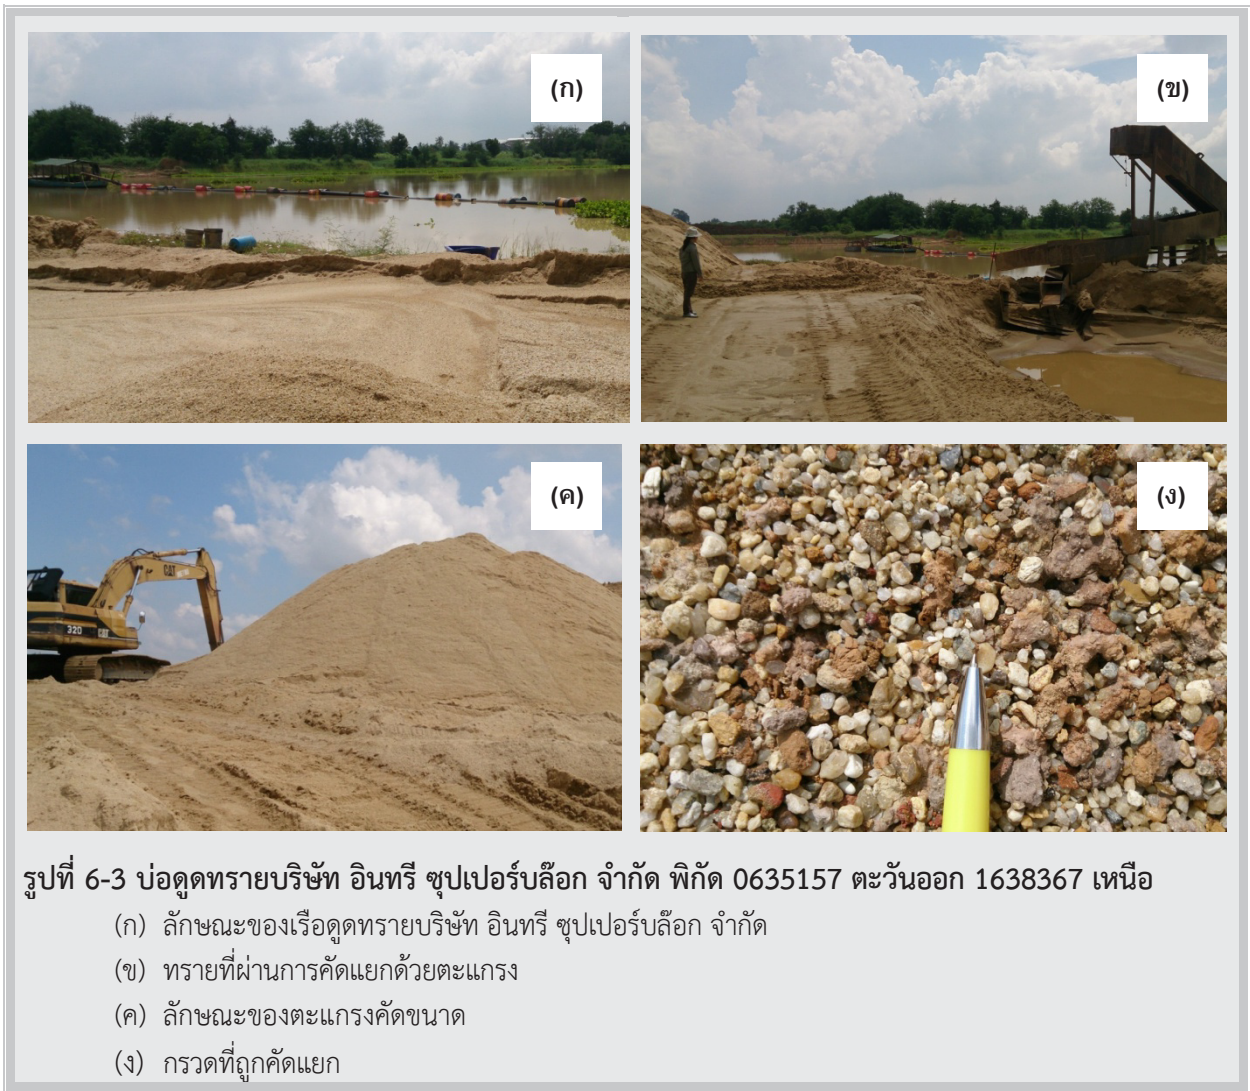 (ก)
(ข)
(ค)
(ง)
CAT
320
CAT
รูปที่ 6-3 บ่อดูดทรายบริษัท อินทรี ซุปเปอร์บล๊อก จำกัด พิกัด 0635157 ตะวันออก 1638367 เหนือ
(ก) ลักษณะของเรือดูดทรายบริษัท อินทรี ซุปเปอร์บล๊อก จำกัด
(ข) ทรายที่ผ่านการคัดแยกด้วยตะแกรง
(ค) ลักษณะของตะแกรงคัดขนาด
(ง) กรวดที่ถูกคัดแยก